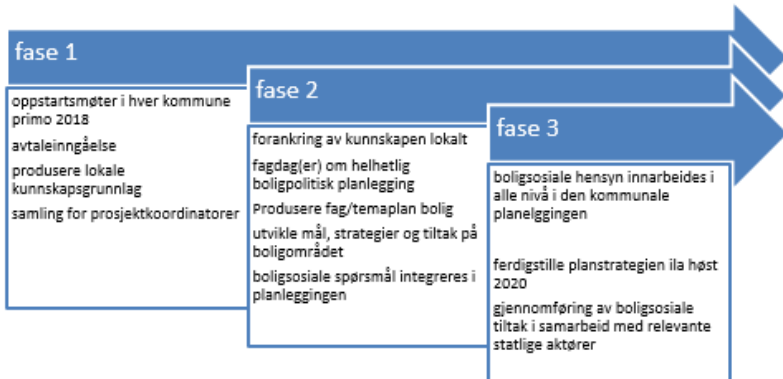 fase 1
oppstartsmøter i hver kommune
primo 2018
avtaleinngåelse
produsere lokale
kunnskapsgrunnlag
samling for prosjektkoordinatorer
fase 2
forankring av kunnskapen lokalt
fagdag(er) om helhetlig
boligpolitisk planlegging
Produsere fag/temaplan bolig
utvikle mål, strategier og tiltak på
boligområdet
boligsosiale spørsmål integreres i
planleggingen
fase 3
boligsosiale hensyn innarbeides i
alle nivå i den kommunale
planelggingen
ferdigstille planstrategien ila høst
2020
gjennomføring av boligsosiale
tiltak i samarbeid med relevante
statlige aktører